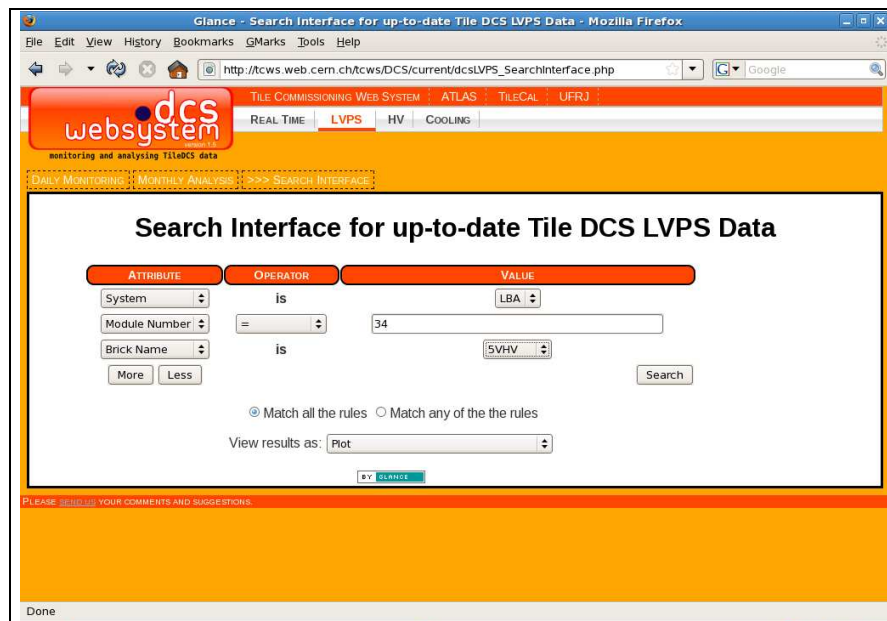 Glance - Search Interface for up-to-date Tile DCS LVPS Data - Mozilla Firefox
File Edit View History Bookmarks GMarks Tools Help
http://tcws.web.cern.ch/tcws/DCS/current/dcsLVPS_SearchInterface.php
G Google
dcs
websystem
version 1.6
monitoring and analysing TileDCS data
TILE COMMISSIONING WEB SYSTEM ATLAS TILECAL UFRJ
REAL TIME LVPS HV COOLING
DAILY MONITORING MONTHLY ANALYSIS >>> SEARCH INTERFACE
Search Interface for up-to-date Tile DCS LVPS Data
ATTRIBUTE OPERATOR VALUE
System is LBA
Module Number = 34
Brick Name is 5VHV
More Less Search
Match all the rules Match any of the the rules
View results as: Plot
BY GLANCE
PLEASE SEND US YOUR COMMENTS AND SUGGESTIONS.
Done